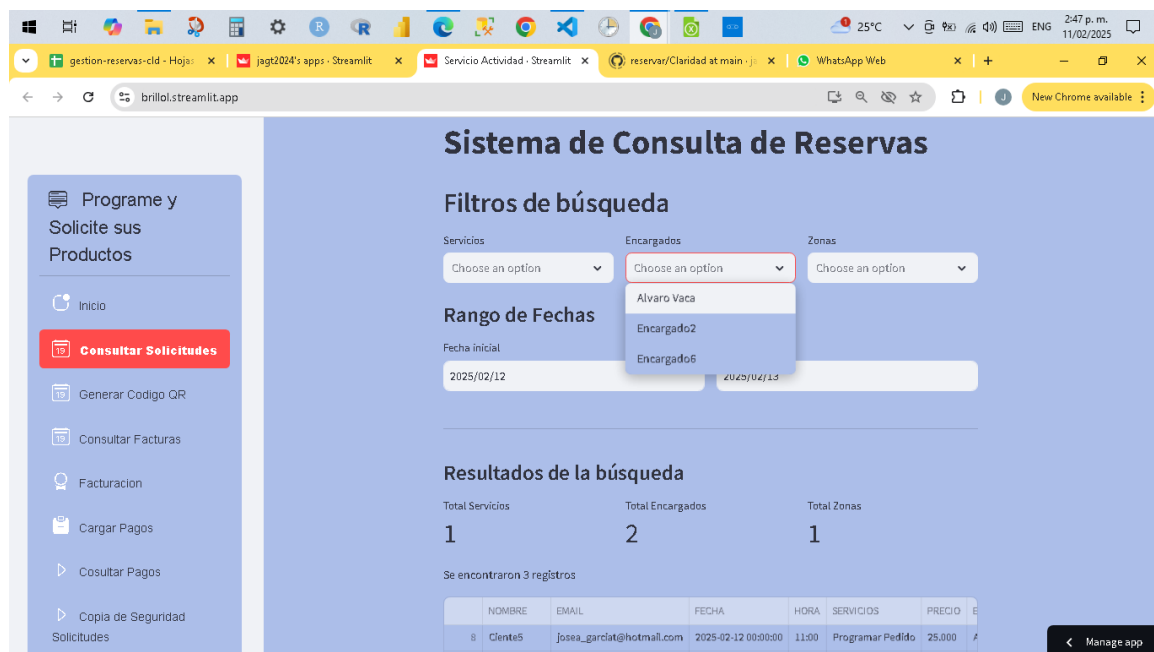 25°C
ENG
2:47 p. m.
11/02/2025
gestion-reservas-cld - Hojas
jagt2024's apps · Streamlit
Servicio Actividad · Streamlit
reservar/Claridad at main · ja
WhatsApp Web
brillol.streamlit.app
J
New Chrome available
Sistema de Consulta de Reservas
Programe y
Solicite sus
Productos
Filtros de búsqueda
Servicios
Encargados
Zonas
Choose an option
Choose an option
Choose an option
Alvaro Vaca
Encargado2
Encargado6
Inicio
Rango de Fechas
Consultar Solicitudes
Fecha inicial
2025/02/12
2025/02/13
Generar Codigo QR
Consultar Facturas
Facturacion
Resultados de la búsqueda
Total Servicios
Total Encargados
Total Zonas
1
2
1
Cargar Pagos
Cosultar Pagos
Se encontraron 3 registros
Copia de Seguridad
Solicitudes
NOMBRE EMAIL FECHA HORA SERVICIOS PRECIO E
8 Ciente5 josea_garciat@hotmail.com 2025-02-12 00:00:00 11:00 Programar Pedido 25.000 A
Manage app